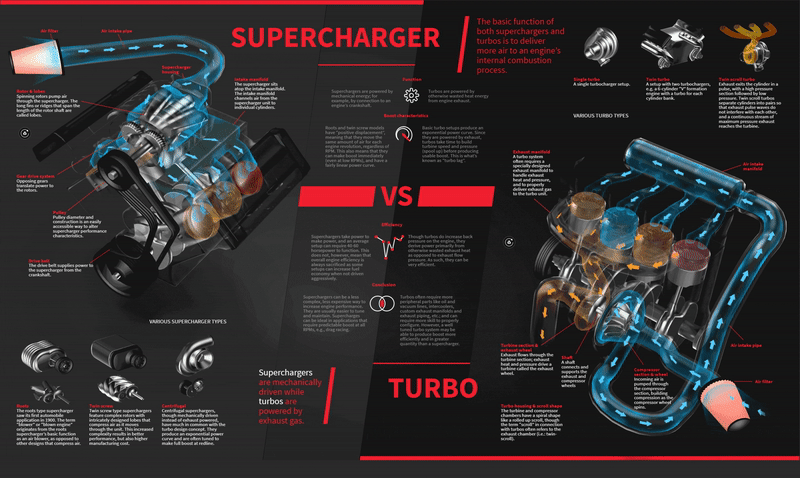 SUPERCHARGER
The basic function of
both superchargers and
turbos is to deliver
more air to an engine's
internal combustion
process.
Air filter
Air intake pipe
Supercharger
housing
Rotor & lobes
Spinning rotors pump air
through the supercharger. The
long fins or ridges that span the
length of the rotor shaft are
called lobes.
Intake manifold
The supercharger sits
atop the intake manifold.
The intake manifold
channels air from the
supercharger unit to
individual cylinders.
Gear drive system
Opposing gears
translate power to
the rotors.
Pulley
Pulley diameter and
construction is an easily
accessible way to alter
supercharger performance
characteristics.
Drive belt
The drive belt supplies power to
the supercharger from the
crankshaft.
Function
Superchargers are powered by
mechanical energy; for
example, by connection to an
engine's crankshaft.
Turbos are powered by
otherwise wasted heat energy
from engine exhaust.
Boost characteristics
Roots and twin-screw models
have "positive displacement",
meaning that they move the
same amount of air for each
engine revolution, regardless of
RPM. This also means that they
can make boost immediately
(even at low RPMs), and have a
fairly linear power curve.
Basic turbo setups produce an
exponential power curve. Since
they are powered by exhaust,
turbos take time to build
turbine speed and pressure
(spool up) before producing
usable boost. This is what's
known as "turbo lag".
VS
Efficiency
Superchargers take power to
make power, and an average
setup can require 40-60
horsepower to function. This
does not, however, mean that
overall engine efficiency is
always sacrificed as some
setups can increase fuel
economy when not driven
aggressively.
Though turbos do increase back
pressure on the engine, they
derive power primarily from
otherwise wasted exhaust heat
as opposed to exhaust flow
pressure. As such, they can be
very efficient.
Conclusion
Superchargers can be a less
complex, less expensive way to
increase engine performance.
They are usually easier to tune
and maintain. Superchargers
can be ideal in applications that
require predictable boost at all
RPMs, e.g., drag racing.
Turbos often require more
peripheral parts like oil and
vacuum lines, intercoolers,
custom exhaust manifolds and
exhaust piping, etc.; and can
require more skill to properly
configure. However, a well
tuned turbo system may be
able to produce boost more
efficiently and in greater
quantity than a supercharger.
VARIOUS SUPERCHARGER TYPES
Roots
The roots type supercharger
saw its first automobile
application in 1900. The term
"blower" or "blown engine"
originates from the roots
supercharger's basic function
as an air blower, as opposed to
other designs that compress air.
Twin-screw
Twin screw type superchargers
feature complex rotors with
intricately designed lobes that
compress air as it moves through
the unit. This increased
complexity results in better
performance, but also higher
manufacturing cost.
Centrifugal
Centrifugal superchargers,
though mechanically driven
instead of exhaust powered,
have much in common with the
turbo design concept. They
produce an exponential power
curve and are often tuned to
make full boost at redline.
Superchargers
are mechanically
driven while
turbos are
powered by
exhaust gas.
TURBO
Single turbo
A single turbocharger setup.
Twin turbo
A setup with two turbochargers,
e.g. a 6 cylinder "V" formation
engine with a turbo for each
cylinder bank.
Twin scroll turbo
Exhaust exits the cylinder in a
pulse, with a high pressure
section followed by low
pressure. Twin scroll turbos
separate cylinders into pairs so
that exhaust pulse waves do
not interfere with each other,
and a continuous stream of
maximum pressure exhaust
reaches the turbine.
VARIOUS TURBO TYPES
Exhaust manifold
A turbo system
often requires a
specially designed
exhaust manifold to
handle exhaust
heat and pressure,
and to properly
deliver exhaust gas
to the turbo unit.
Air intake
manifold
Turbine section &
exhaust wheel
Exhaust flows through the
turbine section; exhaust
heat and pressure drive a
turbine called the exhaust
wheel.
Shaft
A shaft
connects and
supports the
exhaust and
compressor
wheels
Compressor
section & wheel
Incoming air is
pumped through
the compressor
section, building
compression as the
compressor wheel
spins.
Air intake pipe
Air filter
Turbo housing & scroll shape
The turbine and compressor
chambers have a spiral shape
like a rolled up scroll, though
the term "scroll" in connection
with turbos often refers to the
exhaust chamber (i.e.: twin-
scroll).